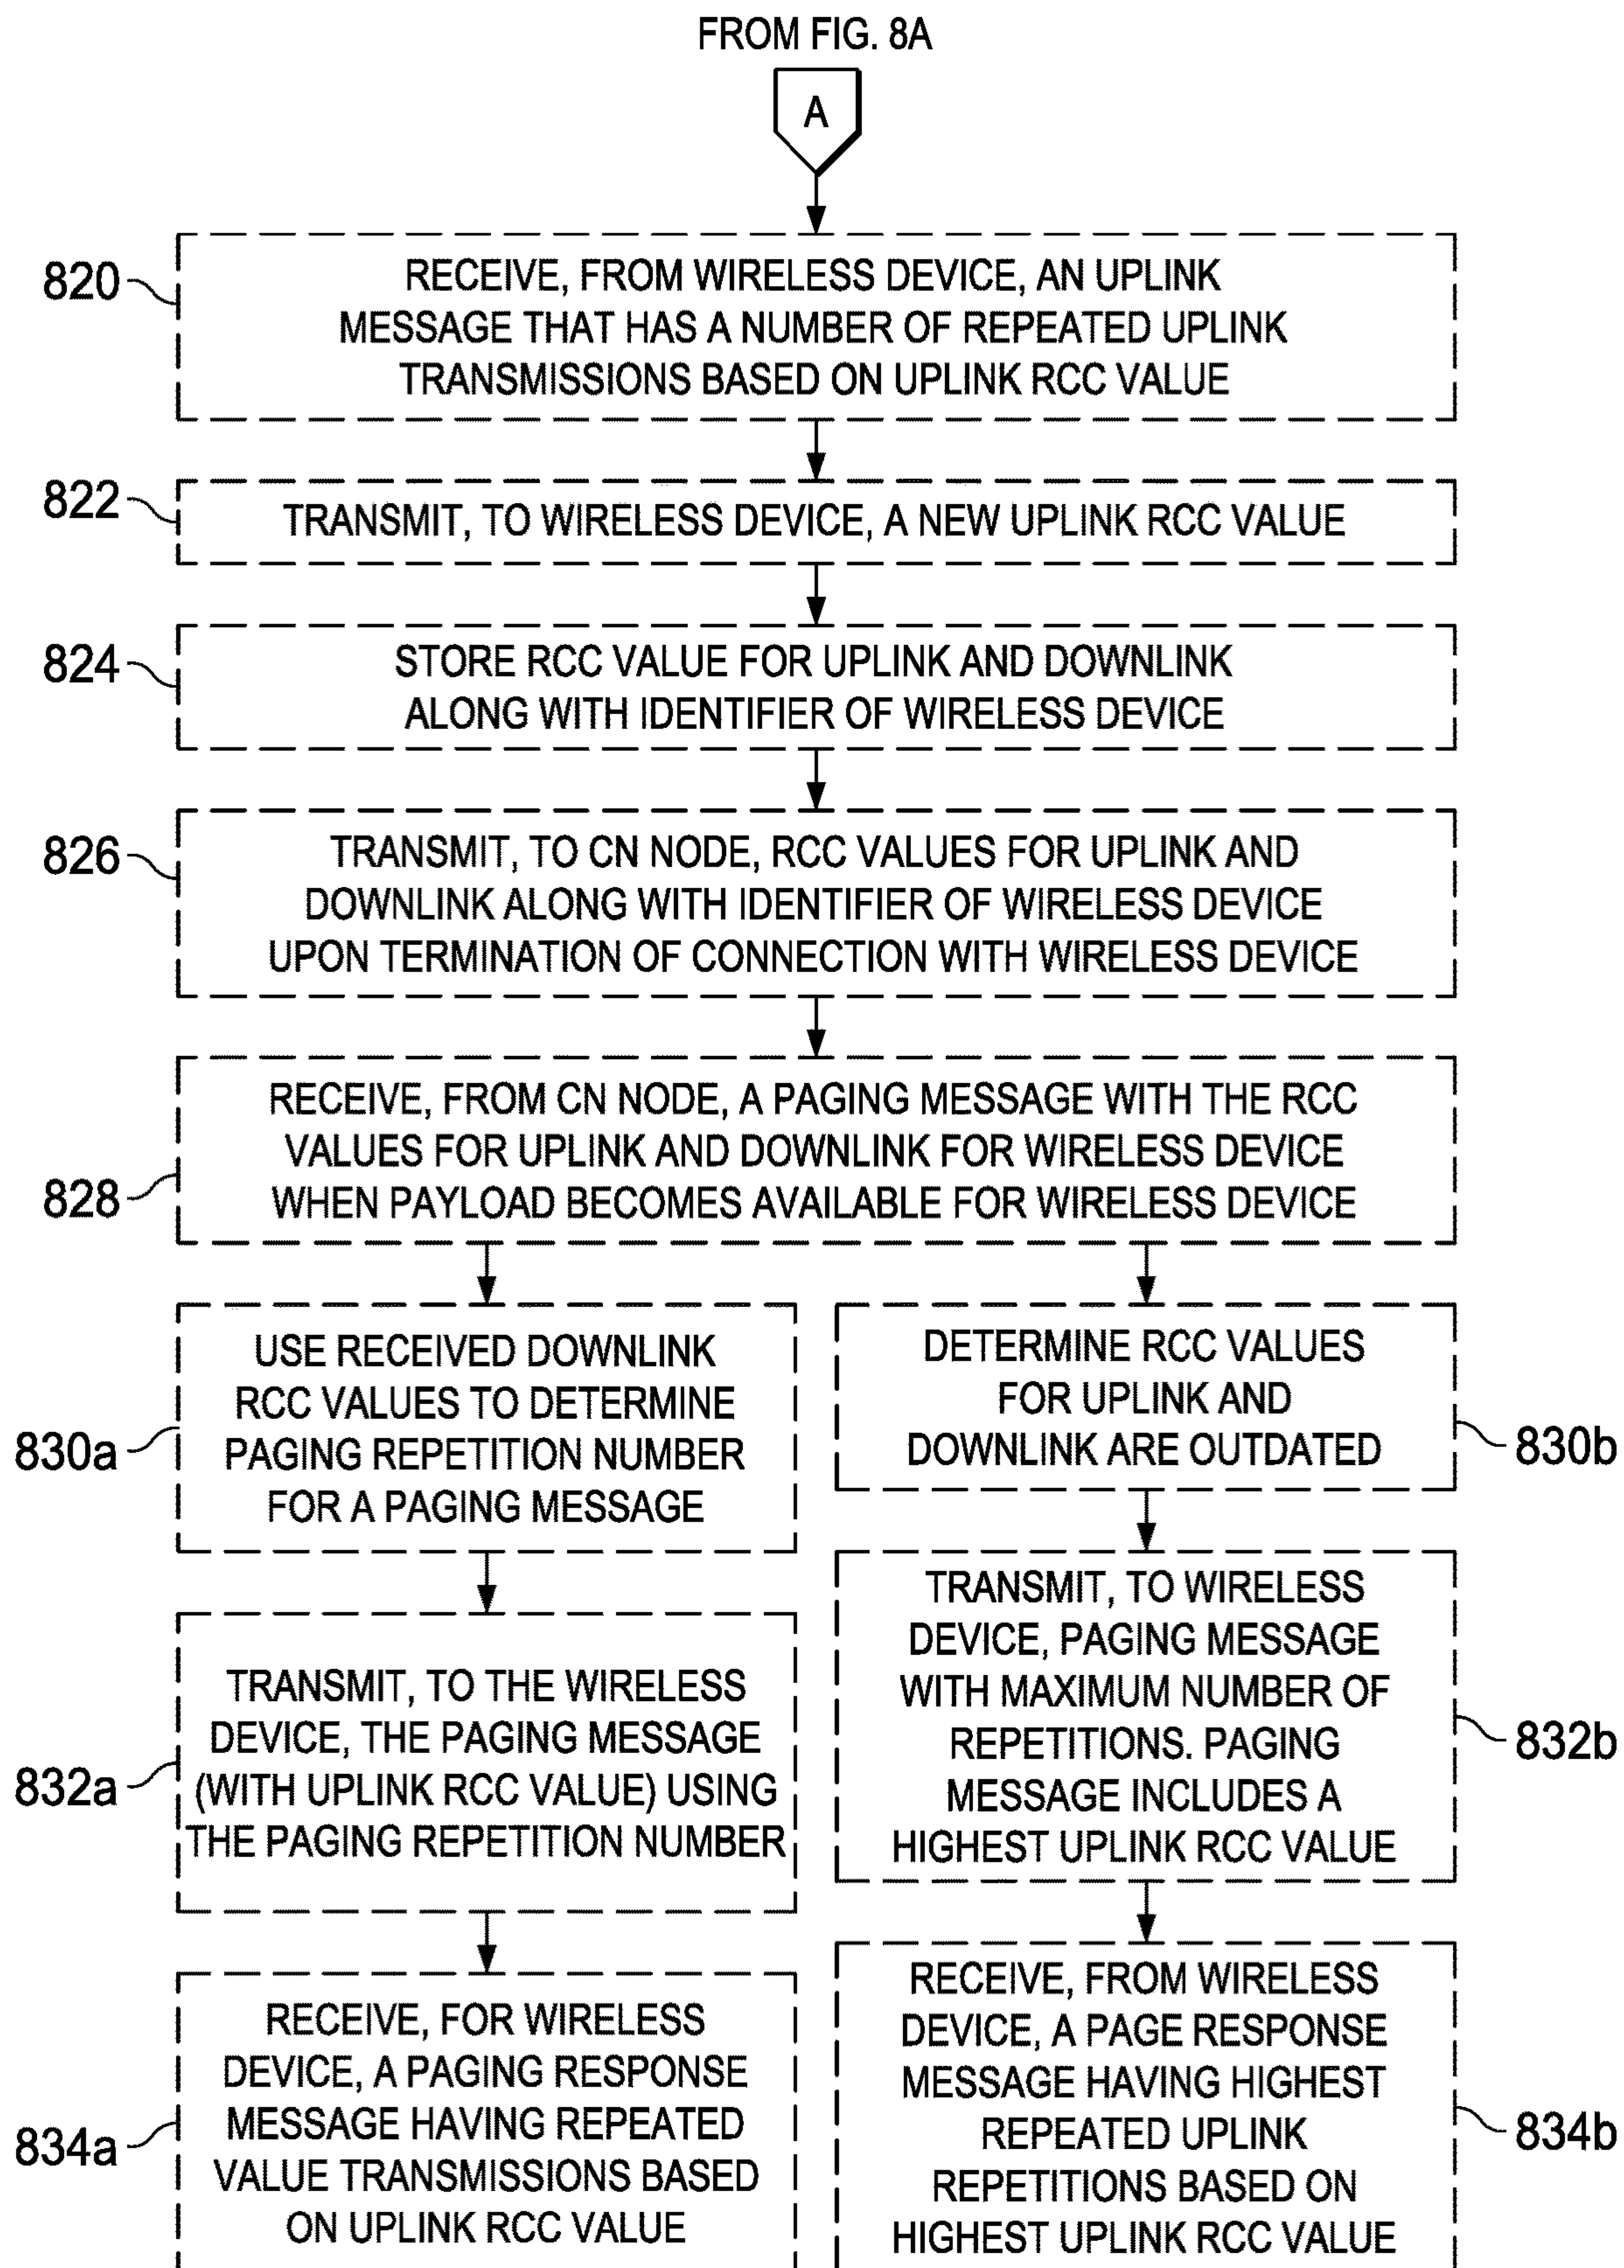 FROM FIG. 8A
A
820
RECEIVE, FROM WIRELESS DEVICE, AN UPLINK
MESSAGE THAT HAS A NUMBER OF REPEATED UPLINK
TRANSMISSIONS BASED ON UPLINK RCC VALUE
822
TRANSMIT, TO WIRELESS DEVICE, A NEW UPLINK RCC VALUE
824
STORE RCC VALUE FOR UPLINK AND DOWNLINK
ALONG WITH IDENTIFIER OF WIRELESS DEVICE
826
TRANSMIT, TO CN NODE, RCC VALUES FOR UPLINK AND
DOWNLINK ALONG WITH IDENTIFIER OF WIRELESS DEVICE
UPON TERMINATION OF CONNECTION WITH WIRELESS DEVICE
828
RECEIVE, FROM CN NODE, A PAGING MESSAGE WITH THE RCC
VALUES FOR UPLINK AND DOWNLINK FOR WIRELESS DEVICE
WHEN PAYLOAD BECOMES AVAILABLE FOR WIRELESS DEVICE
830a
USE RECEIVED DOWNLINK
RCC VALUES TO DETERMINE
PAGING REPETITION NUMBER
FOR A PAGING MESSAGE
832a
TRANSMIT, TO THE WIRELESS
DEVICE, THE PAGING MESSAGE
(WITH UPLINK RCC VALUE) USING
THE PAGING REPETITION NUMBER
834a
RECEIVE, FOR WIRELESS
DEVICE, A PAGING RESPONSE
MESSAGE HAVING REPEATED
VALUE TRANSMISSIONS BASED
ON UPLINK RCC VALUE
DETERMINE RCC VALUES
FOR UPLINK AND
DOWNLINK ARE OUTDATED
830b
TRANSMIT, TO WIRELESS
DEVICE, PAGING MESSAGE
WITH MAXIMUM NUMBER OF
REPETITIONS. PAGING
MESSAGE INCLUDES A
HIGHEST UPLINK RCC VALUE
832b
RECEIVE, FROM WIRELESS
DEVICE, A PAGE RESPONSE
MESSAGE HAVING HIGHEST
REPEATED UPLINK
REPETITIONS BASED ON
HIGHEST UPLINK RCC VALUE
834b